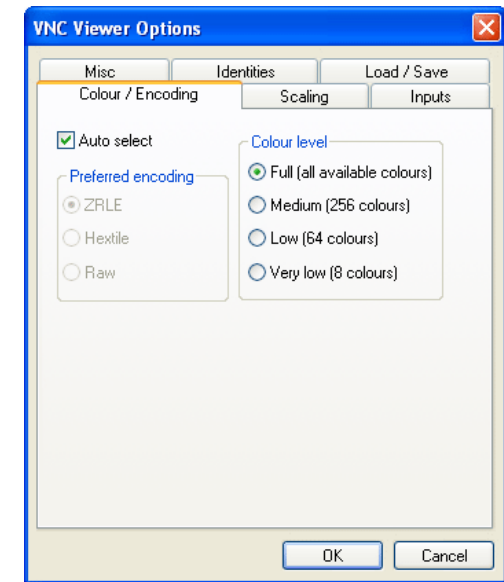 VNC Viewer Options
Misc Identities Load / Save
Colour / Encoding Scaling Inputs
Auto select
Preferred encoding
ZRLE
Hextile
Raw
Colour level
Full (all available colours)
Medium (256 colours)
Low (64 colours)
Very low (8 colours)
OK Cancel